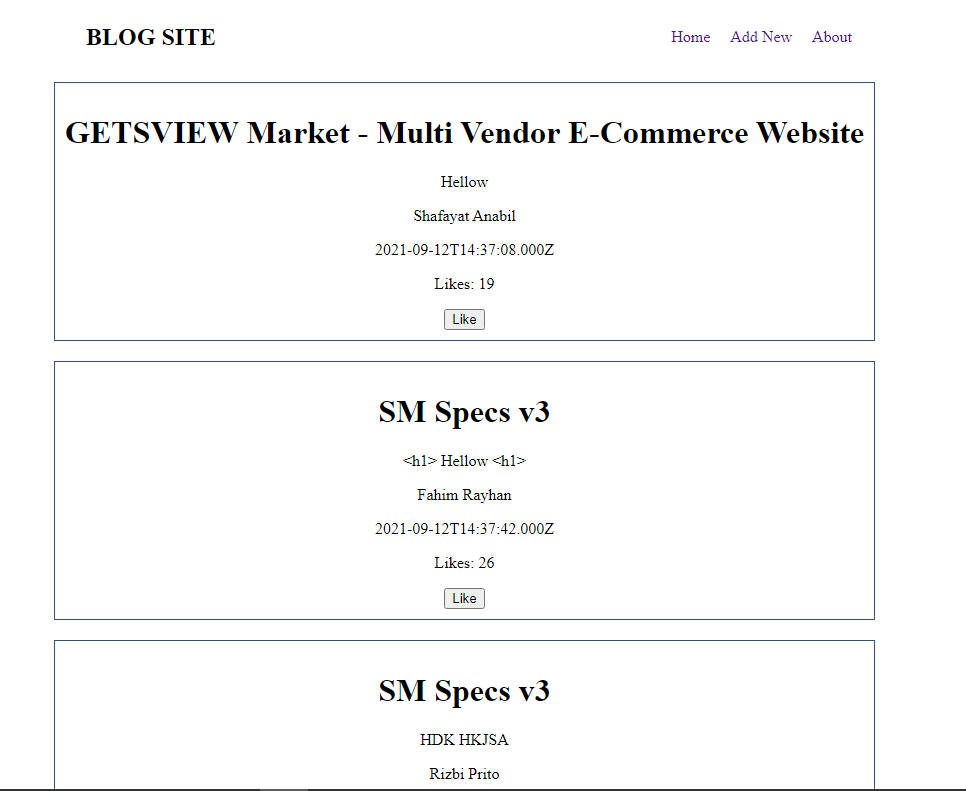 BLOG SITE
Home Add New About
GETSVIEW Market - Multi Vendor E-Commerce Website
Hellow
Shafayat Anabil
2021-09-12T14:37:08.000Z
Likes: 19
Like
SM Specs v3
<h1> Hellow <h1>
Fahim Rayhan
2021-09-12T14:37:42.000Z
Likes: 26
Like
SM Specs v3
HDK HKJSA
Rizbi Prito